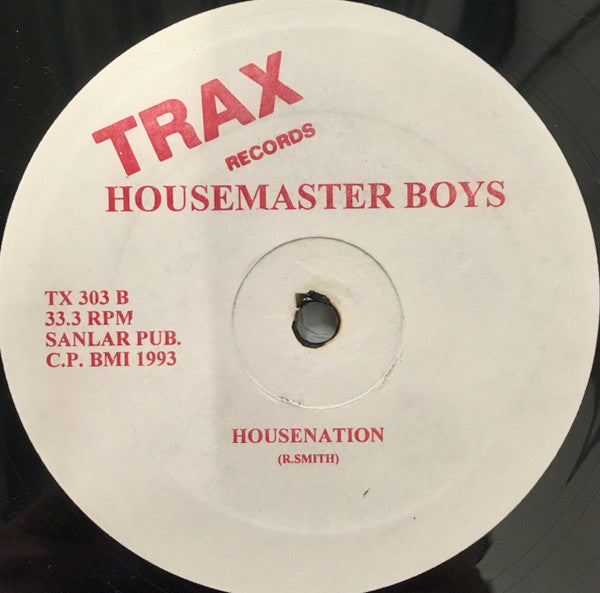 TRAX
RECORDS
HOUSEMASTER BOYS
TX 303 B
33.3 RPM
SANLAR PUB.
C.P. BMI 1993
HOUSENATION
(R.SMITH)